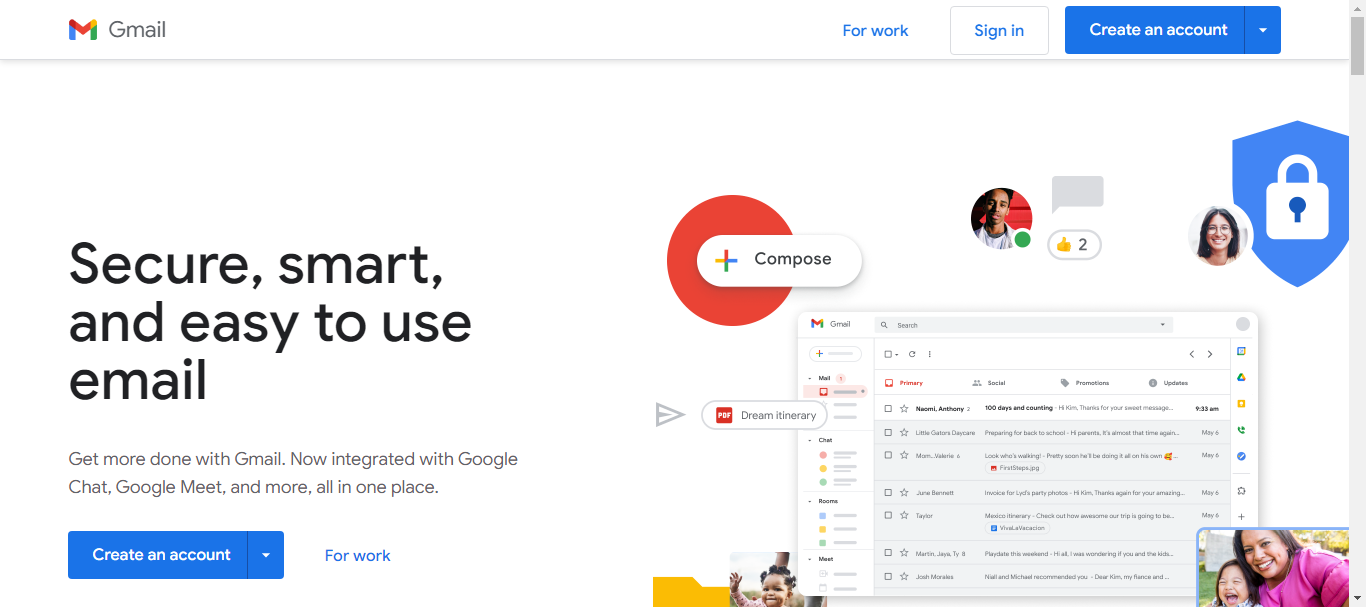 Gmail
For work
Sign in
Create an account
Secure, smart,
and easy to use
email
Get more done with Gmail. Now integrated with Google
Chat, Google Meet, and more, all in one place.
Create an account
For work
Compose
👍 2
PDF Dream itinerary
Gmail
Search
Mail 1
Chat
Rooms
Meet
Primary
Social
Promotions
Updates
Naomi, Anthony 2 100 days and counting - Hi Kim, Thanks for your sweet message... 9:33 am
Little Gators Daycare Preparing for back to school - Hi parents, It's almost that time again... May 6
Mom...Valerie 6 Look who's walking! - Pretty soon he'll be doing it all on his own 🥰... May 6
FirstSteps.jpg
June Bennett Invoice for Lyd's party photos - Hi Kim, Thanks again for your amazing... May 6
Taylor Mexico itinerary - Check out how awesome our trip is going to be... May 6
VivaLaVacacion
Martin, Jaya, Ty 8 Playdate this weekend - Hi all, I was wondering if you and the kids...
Josh Morales Niall and Michael recommended you - Dear Kim, my fiance and ...